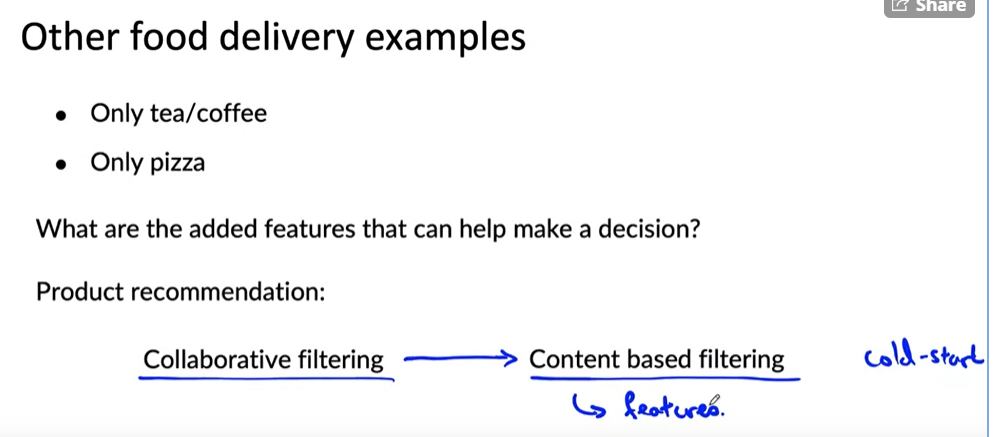 Share
Other food delivery examples
• Only tea/coffee
• Only pizza
What are the added features that can help make a decision?
Product recommendation:
Collaborative filtering → Content based filtering cold-start
↳ features.